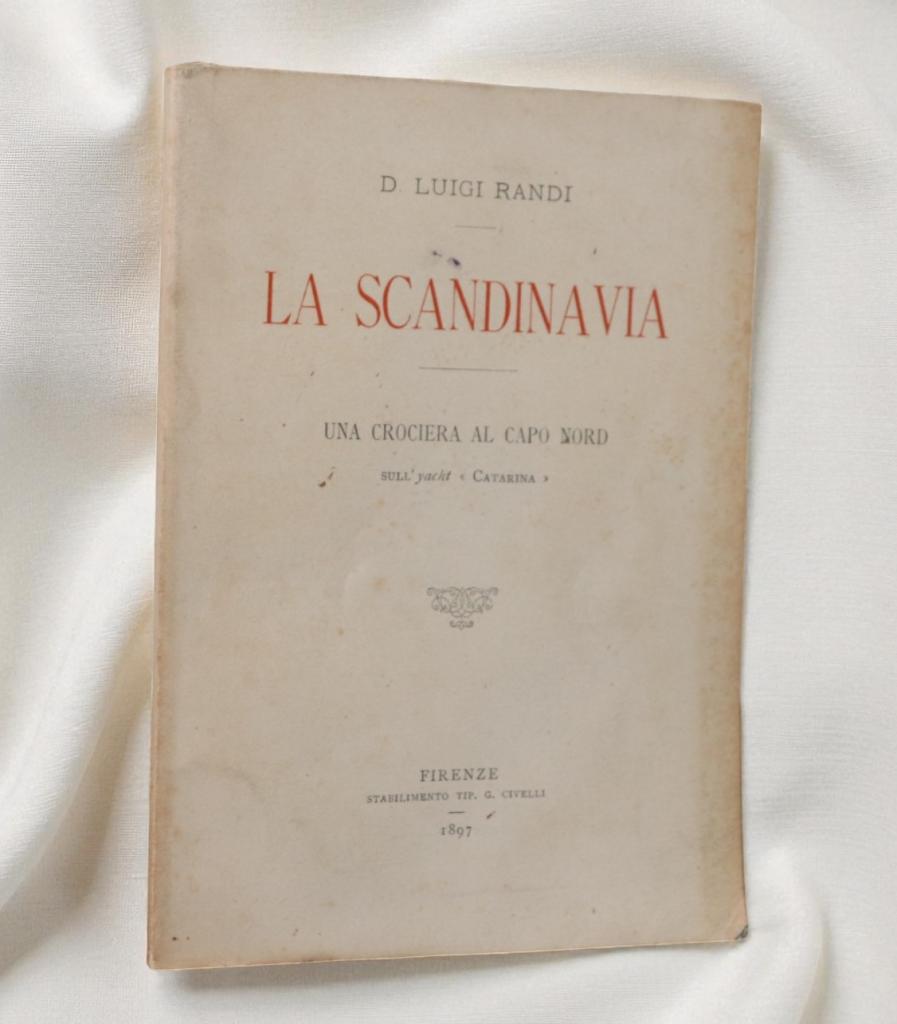 D. LUIGI RANDI
LA SCANDINAVIA
UNA CROCIERA AL CAPO NORD
SULL' yacht « CATARINA »
FIRENZE
STABILIMENTO TIP. G. CIVELLI
1897